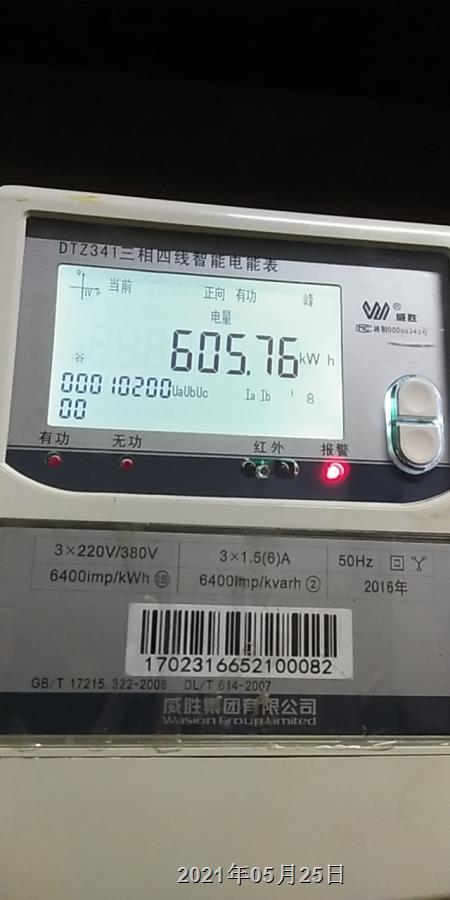 DTZ341三相四线智能电能表
当前 正向 有功 峰
电量
谷 605.76 kWh
00010200 UaUbUc Ia Ib
00
威胜
有功 无功 红外 报警
3×220V/380V 3×1.5(6)A 50Hz
6400imp/kWh 6400imp/kvarh ② 2016年
1702316652100082
GB/T 17215.322-2008 DL/T 614-2007
威胜集团有限公司
Wasion Group Limited
2021年05月25日